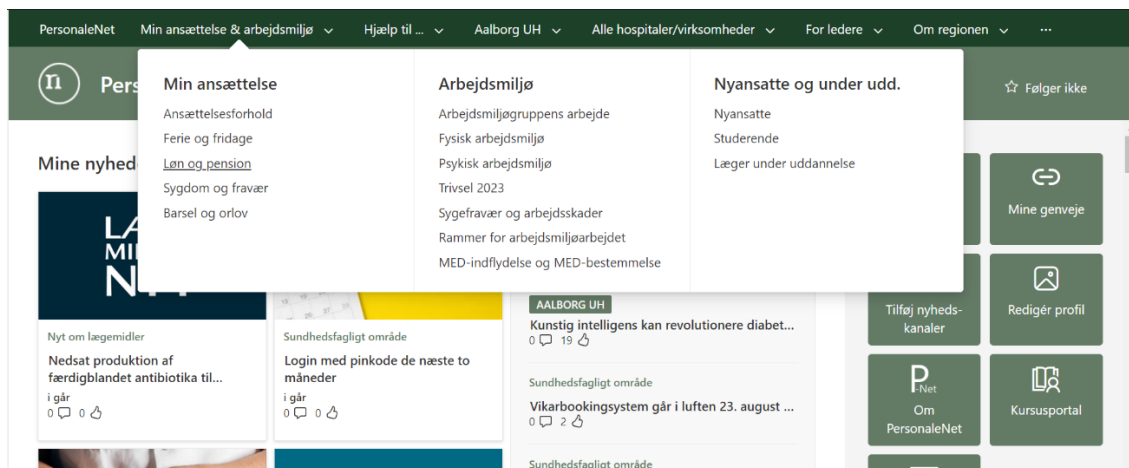 PersonaleNet Min ansættelse & arbejdsmiljø Hjælp til ... Aalborg UH Alle hospitaler/virksomheder For ledere Om regionen ...
n Pers
Følger ikke
Min ansættelse
Ansættelsesforhold
Ferie og fridage
Løn og pension
Sygdom og fravær
Barsel og orlov
Arbejdsmiljø
Arbejdsmiljøgruppens arbejde
Fysisk arbejdsmiljø
Psykisk arbejdsmiljø
Trivsel 2023
Sygefravær og arbejdsskader
Rammer for arbejdsmiljøarbejdet
MED-indflydelse og MED-bestemmelse
Nyansatte og under udd.
Nyansatte
Studerende
Læger under uddannelse
Mine nyhed
Nyt om lægemidler
Nedsat produktion af
færdigblandet antibiotika til...
i går
0 0
Sundhedsfagligt område
Login med pinkode de næste to
måneder
i går
0 0
AALBORG UH
Kunstig intelligens kan revolutionere diabet...
0 19
Sundhedsfagligt område
Vikarbookingsystem går i luften 23. august ...
0 2
Sundhedsfagligt område
Mine genveje
Tilføj nyheds-
kanaler
Redigér profil
P-Net
Om
PersonaleNet
Kursusportal